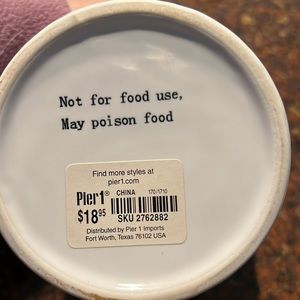 Not for food use,
May poison food
Find more styles at
pier1.com
Pier1® CHINA 170/1710
$18.95
SKU 2762882
Distributed by Pier 1 Imports
Fort Worth, Texas 76102 USA